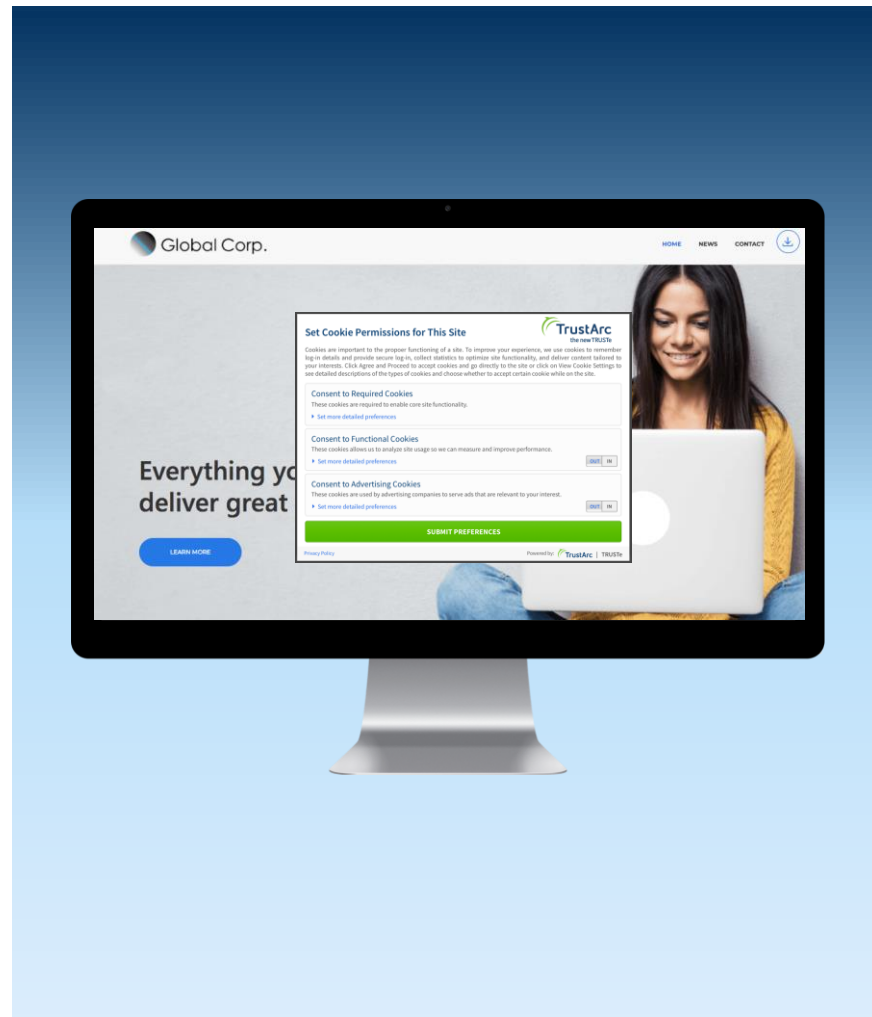 Global Corp.
HOME NEWS CONTACT
Set Cookie Permissions for This Site
TrustArc
the new TRUSTe
Cookies are important to the propoer functioning of a site. To improve your experience, we use cookies to remember
log-in details and provide secure log-in, collect statistics to optimize site functionality, and deliver content tailored to
your interests. Click Agree and Proceed to accept cookies and go directly to the site or click on View Cookie Settings to
see detailed descriptions of the types of cookies and choose whether to accept certain cookie while on the site.
Consent to Required Cookies
These cookies are required to enable core site functionality.
Set more detailed preferences
Consent to Functional Cookies
These cookies allows us to analyze site usage so we can measure and improve performance.
Set more detailed preferences
OUT IN
Everything yo
deliver great
Consent to Advertising Cookies
These cookies are used by advertising companies to serve ads that are relevant to your interest.
Set more detailed preferences
OUT IN
SUBMIT PREFERENCES
LEARN MORE
Privacy Policy
Powered by: TrustArc | TRUSTe